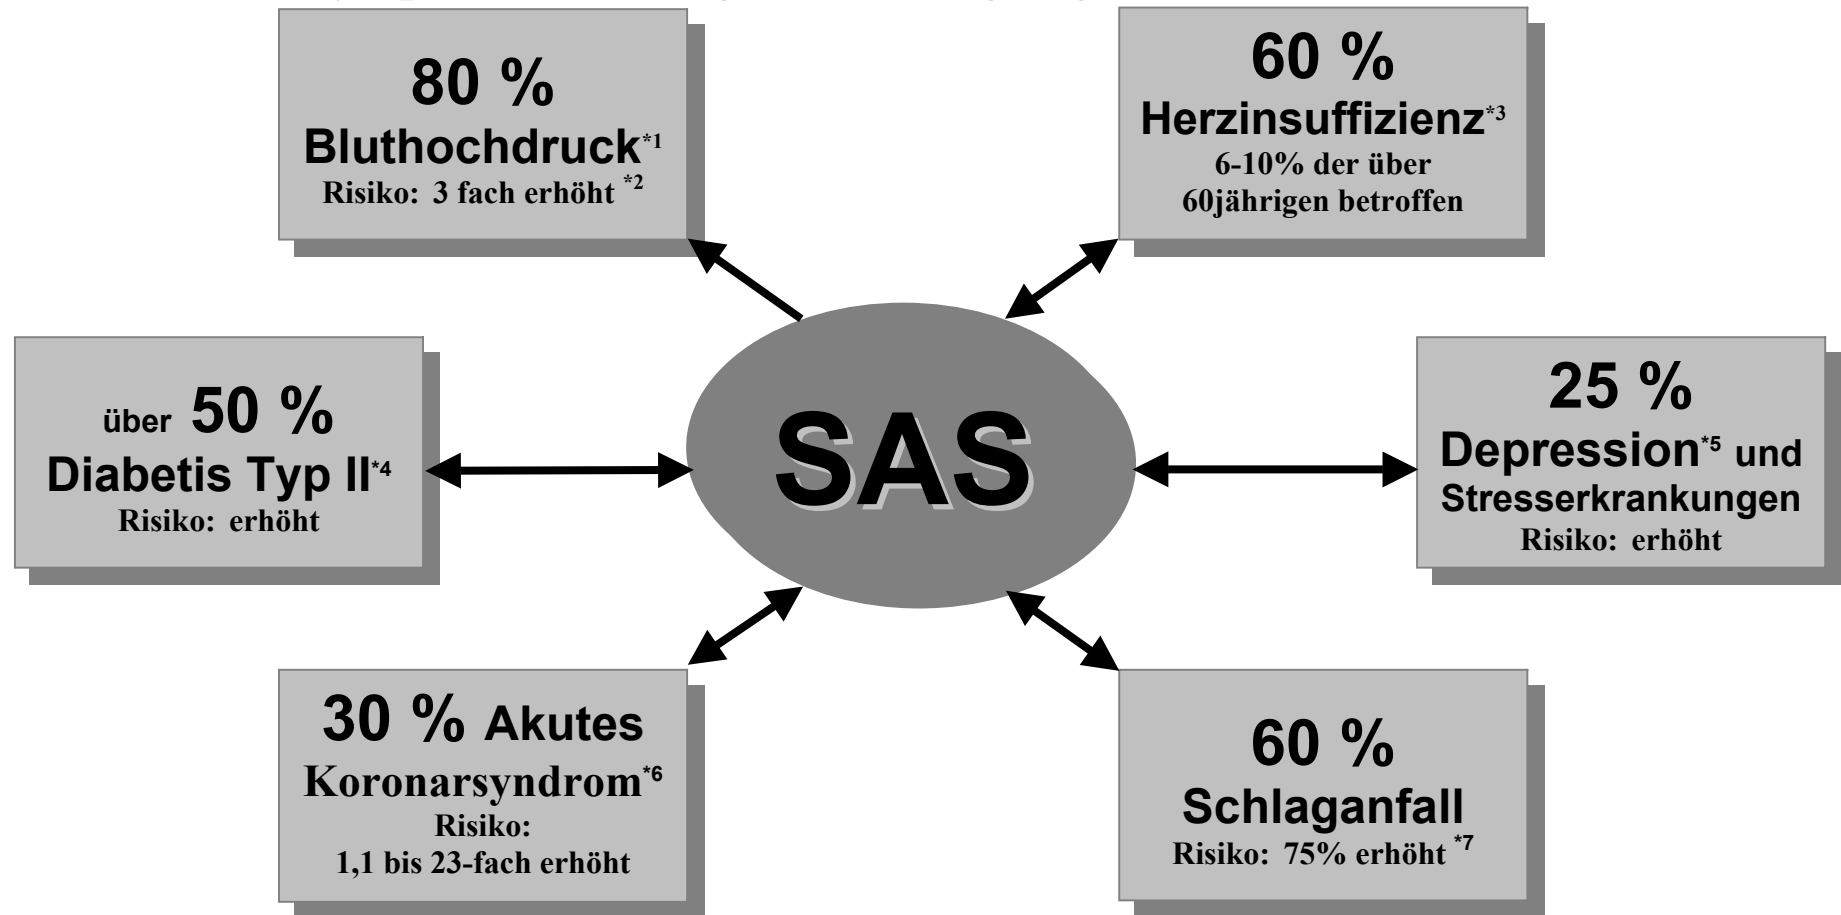 80 %
Bluthochdruck*1
Risiko: 3 fach erhöht *2
60 %
Herzinsuffizienz*3
6-10% der über
60jährigen betroffen
über 50 %
Diabetis Typ II*4
Risiko: erhöht
SAS
25 %
Depression*5 und
Stresserkrankungen
Risiko: erhöht
30 % Akutes
Koronarsyndrom*6
Risiko:
1,1 bis 23-fach erhöht
60 %
Schlaganfall
Risiko: 75% erhöht *7